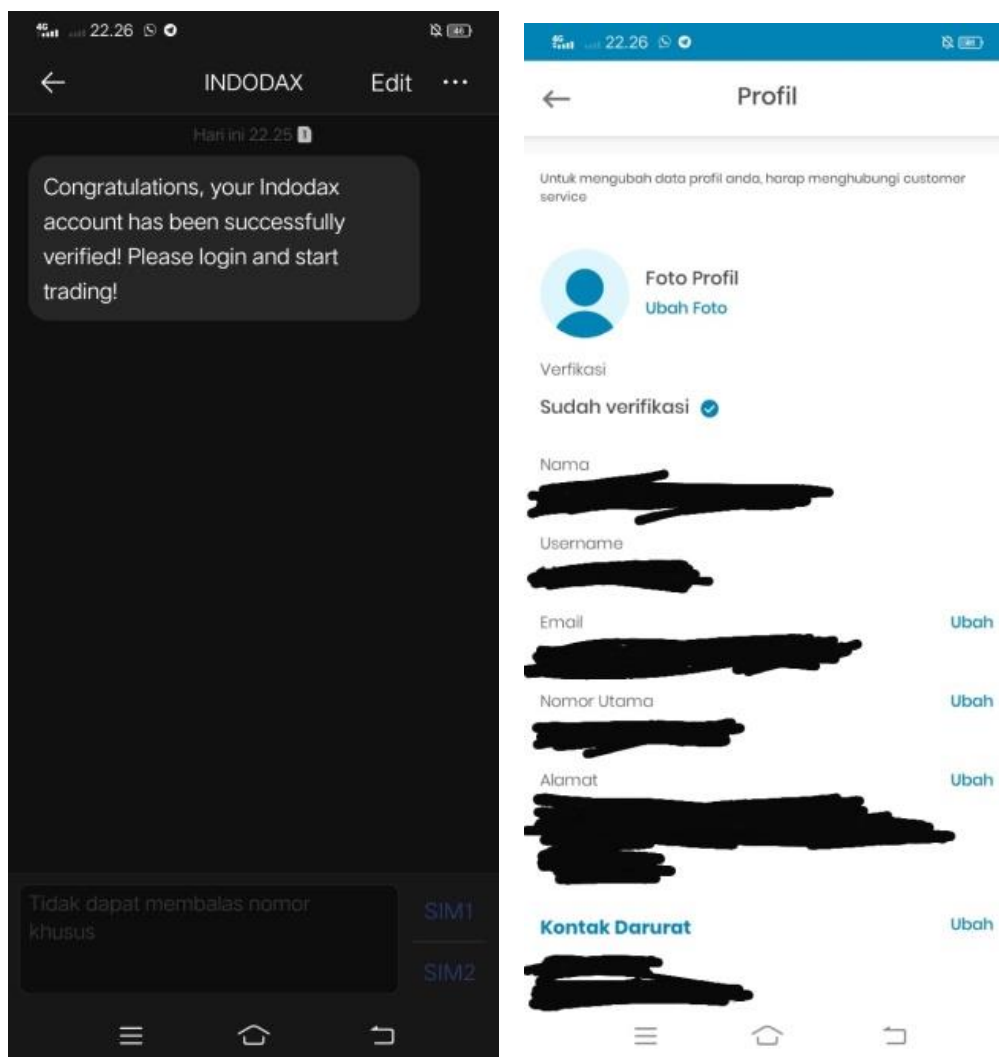 22.26
INDODAX
Edit
Hari ini 22.25 1
Congratulations, your Indodax
account has been successfully
verified! Please login and start
trading!
Tidak dapat membalas nomor
khusus
SIM1
SIM2
22.26
Profil
Untuk mengubah data profil anda, harap menghubungi customer
service
Foto Profil
Ubah Foto
Verfikasi
Sudah verifikasi
Nama
Username
Email
Ubah
Nomor Utama
Ubah
Alamat
Ubah
Kontak Darurat
Ubah